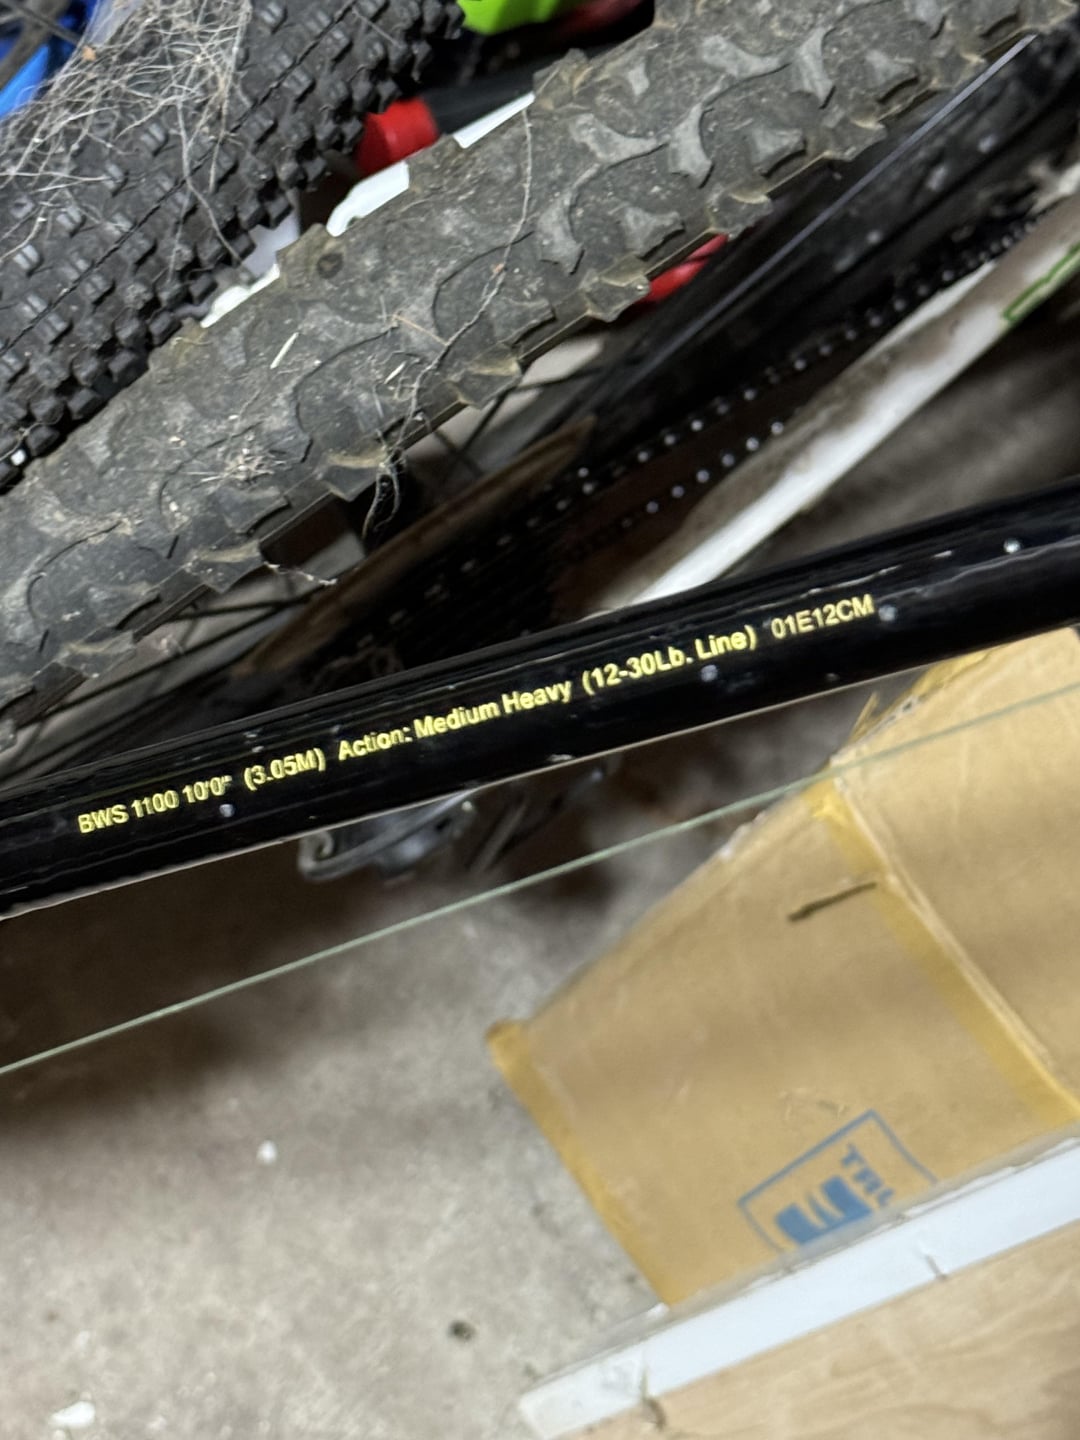 BWS 1100 10'0" (3.05M) Action: Medium Heavy (12-30Lb. Line) 01E12CM